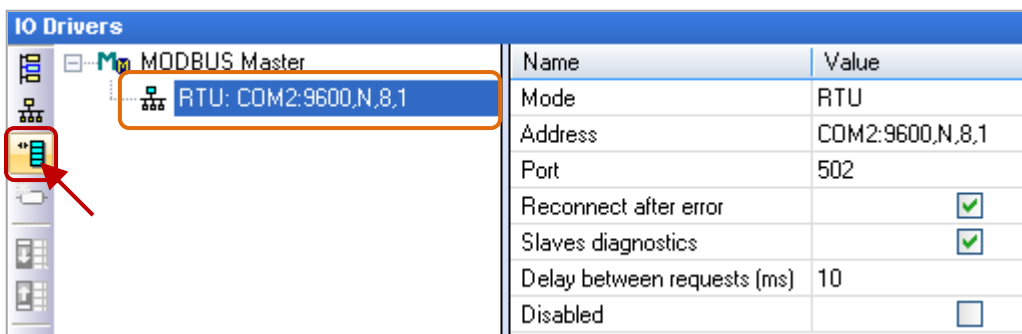 IO Drivers
MODBUS Master
RTU: COM2:9600,N,8,1
Name Value
Mode RTU
Address COM2:9600,N,8,1
Port 502
Reconnect after error
Slaves diagnostics
Delay between requests (ms) 10
Disabled